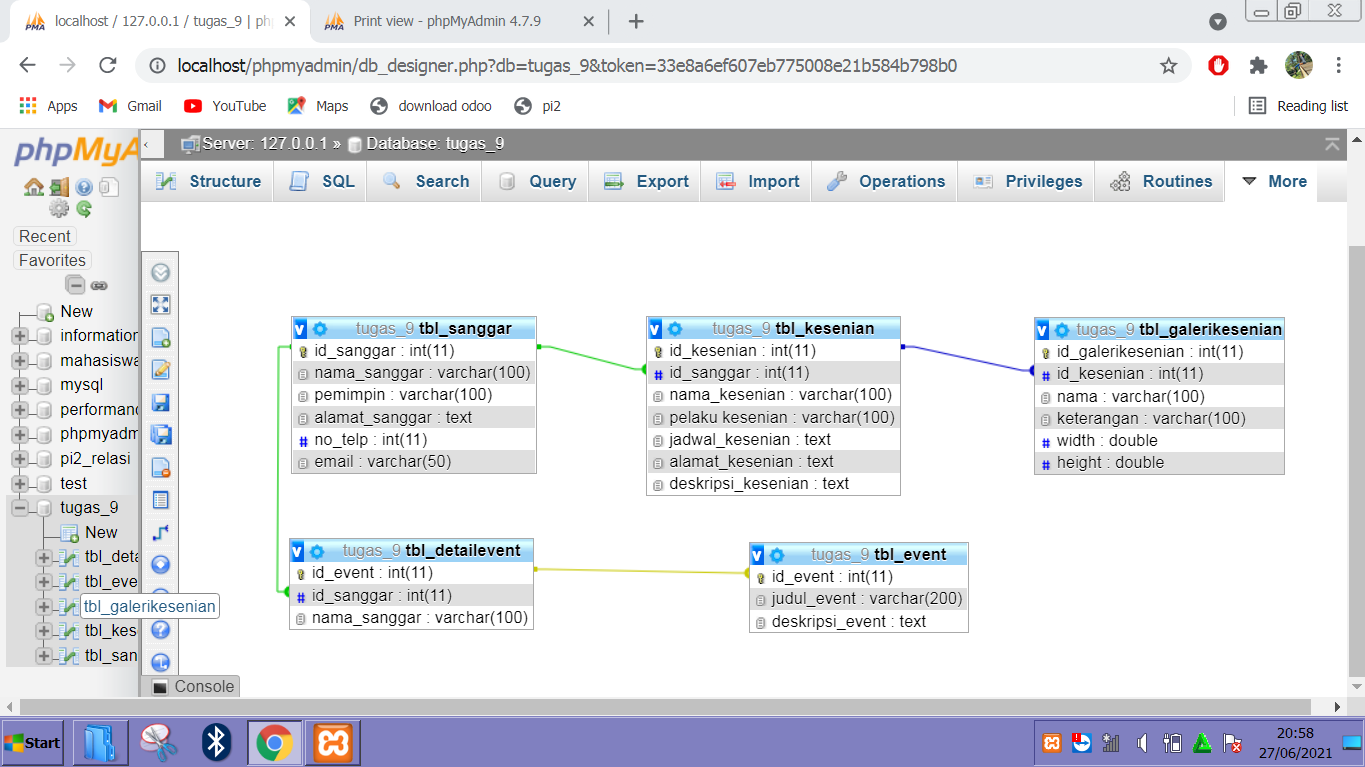 localhost / 127.0.0.1 / tugas_9 | ph
Print view - phpMyAdmin 4.7.9
localhost/phpmyadmin/db_designer.php?db=tugas_9&token=33e8a6ef607eb775008e21b584b798b0
Apps Gmail YouTube Maps download odoo pi2 Reading list
phpMyA
Server: 127.0.0.1 » Database: tugas_9
Structure SQL Search Query Export Import Operations Privileges Routines More
Recent
Favorites
New
information
mahasiswa
mysql
performanc
phpmyadm
pi2_relasi
test
tugas_9
New
tbl_deta
tbl_eve
tbl_galerikesenian
tbl_kes
tbl_san
tugas_9 tbl_sanggar
id_sanggar : int(11)
nama_sanggar : varchar(100)
pemimpin : varchar(100)
alamat_sanggar : text
no_telp : int(11)
email : varchar(50)
tugas_9 tbl_kesenian
id_kesenian : int(11)
id_sanggar : int(11)
nama_kesenian : varchar(100)
pelaku kesenian : varchar(100)
jadwal_kesenian : text
alamat_kesenian : text
deskripsi_kesenian : text
tugas_9 tbl_galerikesenian
id_galerikesenian : int(11)
id_kesenian : int(11)
nama : varchar(100)
keterangan : varchar(100)
width : double
height : double
tugas_9 tbl_detailevent
id_event : int(11)
id_sanggar : int(11)
nama_sanggar : varchar(100)
tugas_9 tbl_event
id_event : int(11)
judul_event : varchar(200)
deskripsi_event : text
Console
Start
20:58
27/06/2021